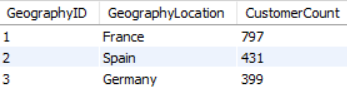 GeographyID GeographyLocation CustomerCount
1 France 797
2 Spain 431
3 Germany 399